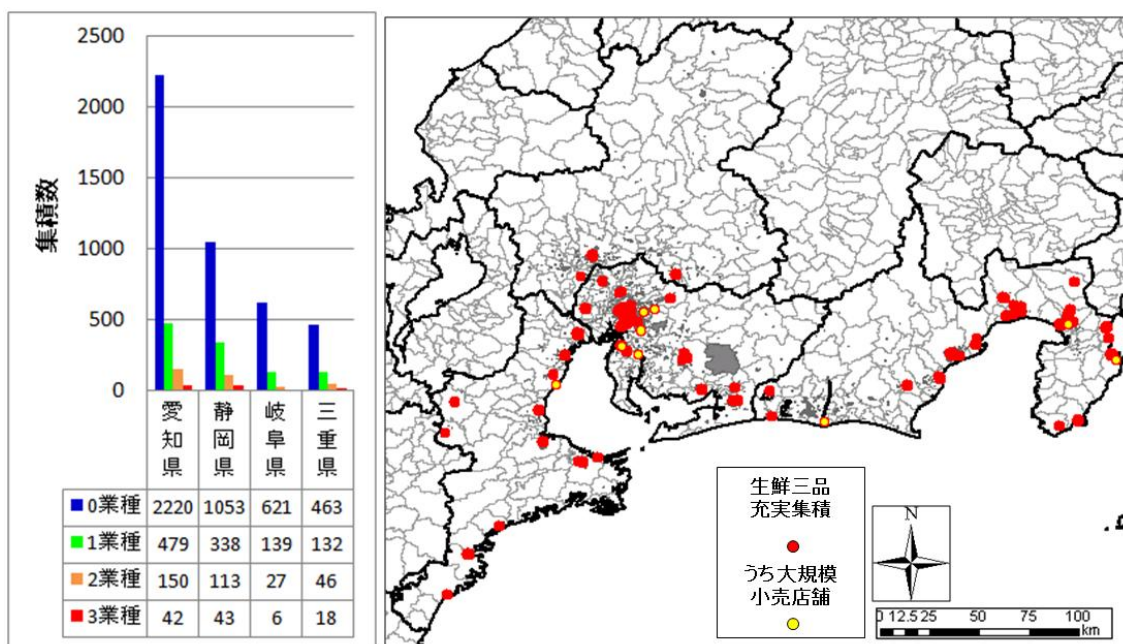 2500
2000
1500
1000
500
0
集積数
愛知県 静岡県 岐阜県 三重県
0業種 2220 1053 621 463
1業種 479 338 139 132
2業種 150 113 27 46
3業種 42 43 6 18
生鮮三品
充実集積
うち大規模
小売店舗
N
0 12.5 25 50 75 100
km